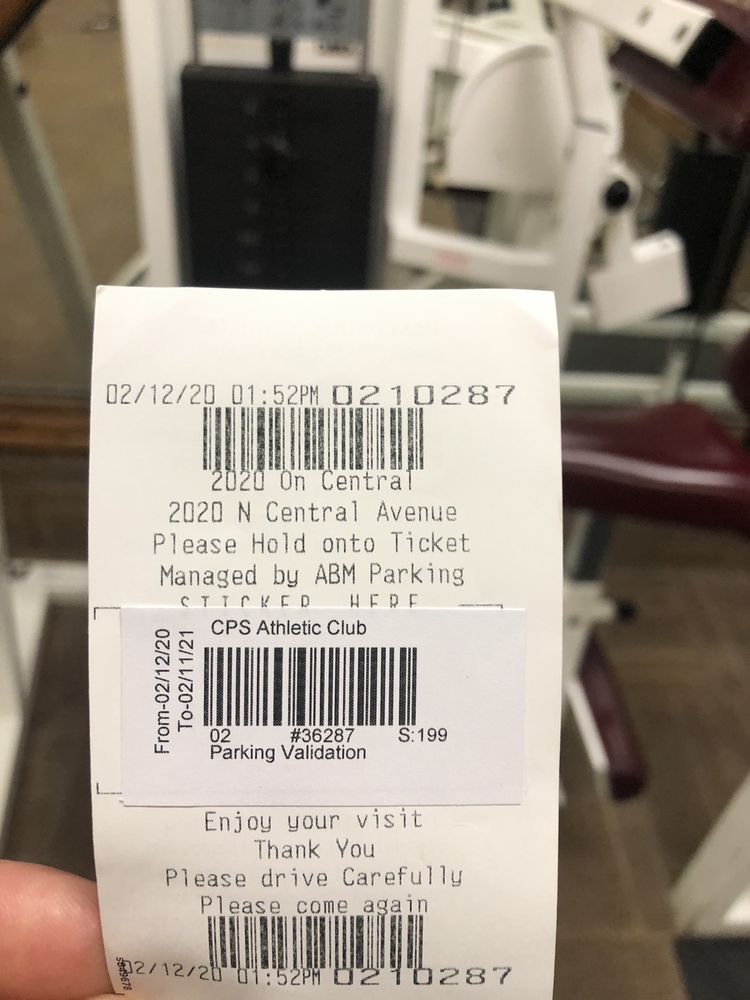 02/12/20 01:52PM 0210287
2020 On Central
2020 N Central Avenue
Please Hold onto Ticket
Managed by ABM Parking
STICKER HERE
From-02/12/20
To-02/11/21
CPS Athletic Club
02 #36287 S:199
Parking Validation
Enjoy your visit
Thank You
Please drive Carefully
Please come again
02/12/20 01:52PM 0210287